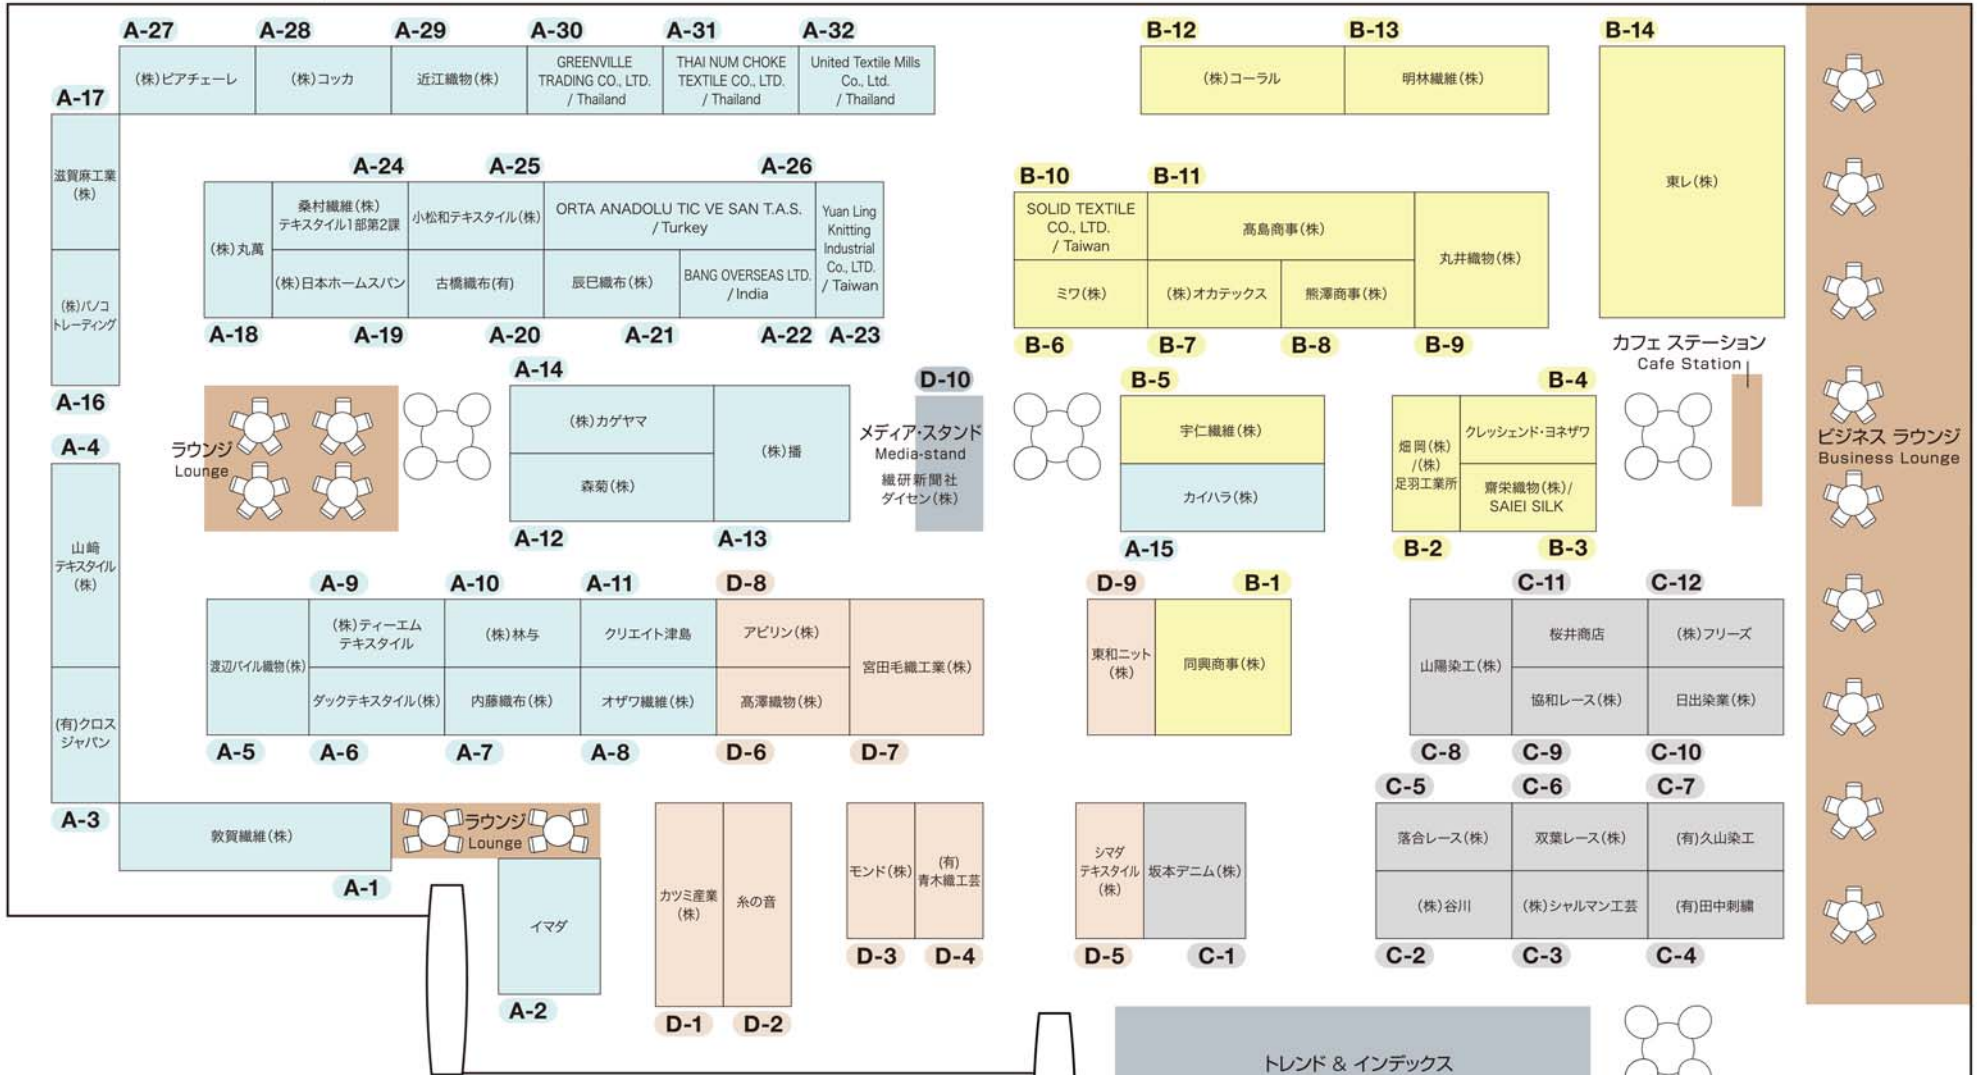 A-27
A-28
A-29
A-30
A-31
A-32
B-12
B-13
B-14
(株)ピアチェーレ
(株)コッカ
近江織物(株)
GREENVILLE
TRADING CO., LTD.
/ Thailand
THAI NUM CHOKE
TEXTILE CO., LTD.
/ Thailand
United Textile Mills
Co., Ltd.
/ Thailand
(株)コーラル
明林繊維(株)
東レ(株)
A-17
滋賀麻工業
(株)
(株)パノコ
トレーディング
A-16
A-24
A-25
A-26
(株)丸萬
桑村繊維(株)
テキスタイル1部第2課
小松和テキスタイル(株)
ORTA ANADOLU TIC VE SAN T.A.S.
/ Turkey
Yuan Ling
Knitting
Industrial
Co., LTD.
/ Taiwan
(株)日本ホームスパン
古橋織布(有)
辰巳織布(株)
BANG OVERSEAS LTD.
/ India
A-18
A-19
A-20
A-21
A-22
A-23
B-10
B-11
SOLID TEXTILE
CO., LTD.
/ Taiwan
髙島商事(株)
丸井織物(株)
ミワ(株)
(株)オカテックス
熊澤商事(株)
B-6
B-7
B-8
B-9
カフェ ステーション
Cafe Station
ビジネス ラウンジ
Business Lounge
A-4
山﨑
テキスタイル
(株)
(有)クロス
ジャパン
A-3
ラウンジ
Lounge
A-14
(株)カゲヤマ
(株)播
森菊(株)
A-12
A-13
D-10
メディア・スタンド
Media-stand
繊研新聞社
ダイセン(株)
B-5
宇仁繊維(株)
カイハラ(株)
A-15
B-4
畑岡(株)
/(株)
足羽工業所
クレッシェンド・ヨネザワ
齋栄織物(株)/
SAIEI SILK
B-2
B-3
A-9
A-10
A-11
D-8
渡辺パイル織物(株)
(株)ティーエム
テキスタイル
(株)林与
クリエイト津島
アビリン(株)
宮田毛織工業(株)
ダックテキスタイル(株)
内藤織布(株)
オザワ繊維(株)
髙澤織物(株)
A-5
A-6
A-7
A-8
D-6
D-7
D-9
B-1
東和ニット
(株)
同興商事(株)
C-11
C-12
山陽染工(株)
桜井商店
(株)フリーズ
協和レース(株)
日出染業(株)
C-8
C-9
C-10
敦賀繊維(株)
A-1
ラウンジ
Lounge
イマダ
A-2
カツミ産業
(株)
糸の音
D-1
D-2
モンド(株)
(有)
青木織工芸
D-3
D-4
シマダ
テキスタイル
(株)
坂本デニム(株)
D-5
C-1
C-5
C-6
C-7
落合レース(株)
双葉レース(株)
(有)久山染工
(株)谷川
(株)シャルマン工芸
(有)田中刺繍
C-2
C-3
C-4
トレンド & インデックス